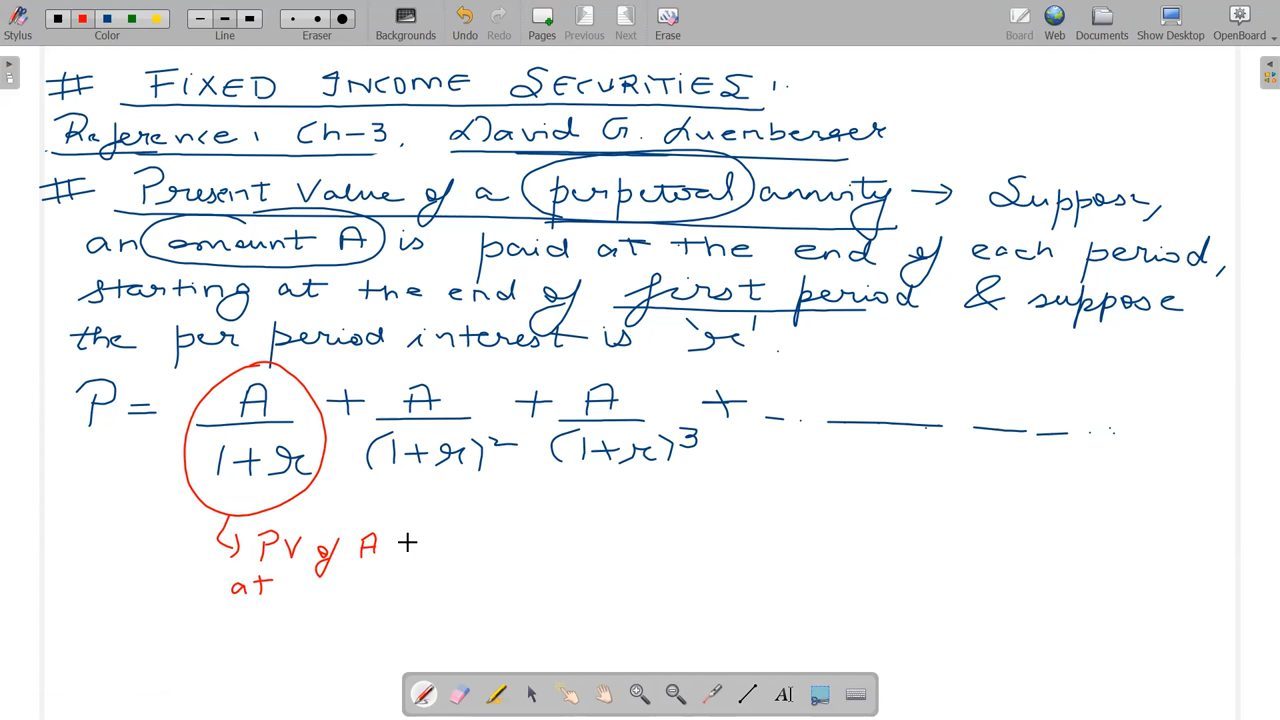 Stylus Color Line Eraser Backgrounds Undo Redo Pages Previous Next Erase Board Web Documents Show Desktop OpenBoard
# FIXED INCOME SECURITIES :
Reference : Ch-3, David G. Luenberger
# Present Value of a perpetual annuity → Suppose,
an amount A is paid at the end of each period,
starting at the end of first period & suppose
the per period interest is 'r'.
P = A/(1+r) + A/(1+r)² + A/(1+r)³ + - . __ __ _ . .
↳ PV of A
at
AI